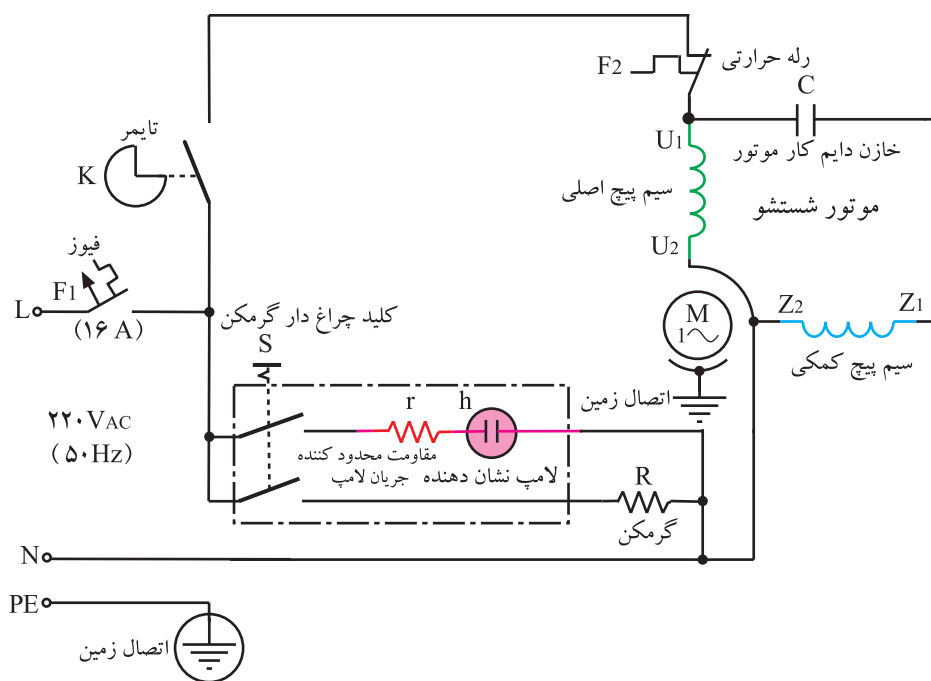 رله حرارتی
F2
C
تایمر
K
U1
خازن دایم کار موتور
سیم پیچ اصلی
موتور شستشو
U2
فیوز
F1
L
(۱۶ A)
کلید چراغ دار گرمکن
S
M
1
Z2
Z1
سیم پیچ کمکی
اتصال زمین
۲۲۰VAC
(۵۰Hz)
r
h
مقاومت محدود کننده
جریان لامپ
لامپ نشان دهنده
R
گرمکن
N
PE
اتصال زمین